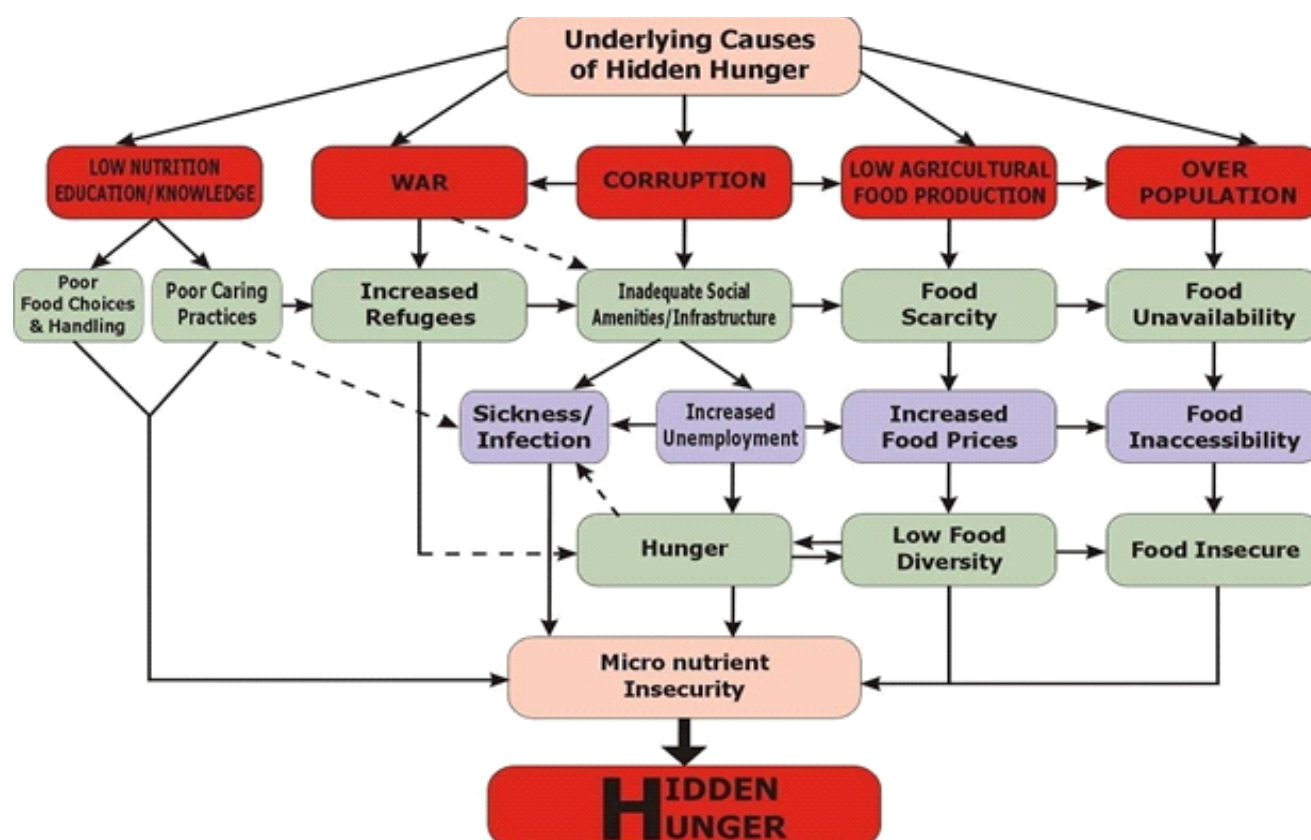 Underlying Causes
of Hidden Hunger
LOW NUTRITION
EDUCATION/KNOWLEDGE
WAR
CORRUPTION
LOW AGRICULTURAL
FOOD PRODUCTION
OVER
POPULATION
Poor
Food Choices
& Handling
Poor Caring
Practices
Increased
Refugees
Inadequate Social
Amenities/Infrastructure
Food
Scarcity
Food
Unavailability
Sickness/
Infection
Increased
Unemployment
Increased
Food Prices
Food
Inaccessibility
Hunger
Low Food
Diversity
Food Insecure
Micro nutrient
Insecurity
HIDDEN
HUNGER